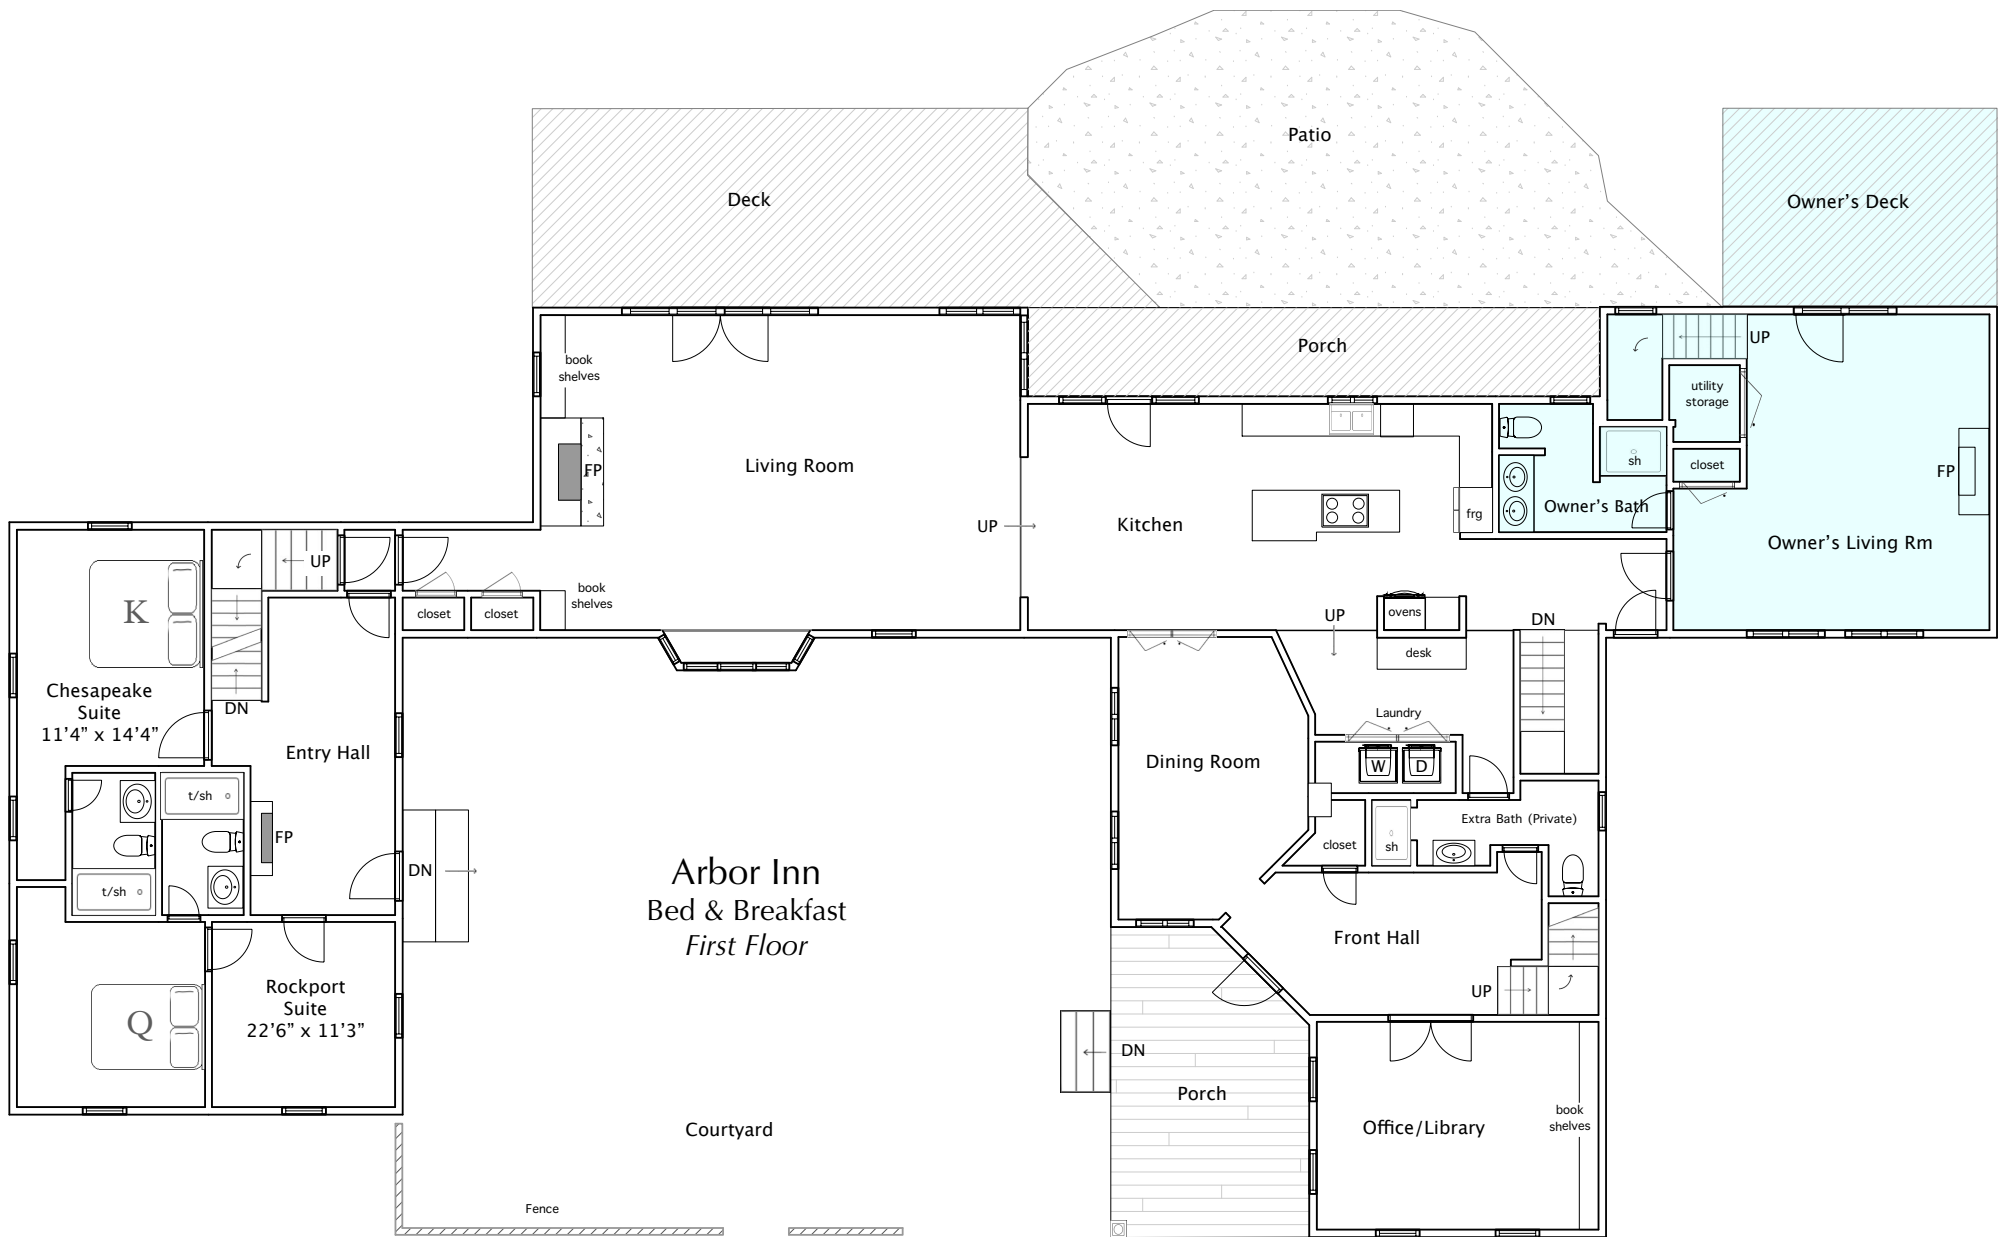 Patio
Deck
Owner's Deck
UP
Porch
book
shelves
utility
storage
Living Room
FP
sh
closet
FP
Owner's Bath
frg
UP
Kitchen
Owner's Living Rm
UP
K
book
shelves
closet
closet
UP
ovens
DN
desk
Chesapeake
Suite
11'4" x 14'4"
DN
Laundry
Entry Hall
Dining Room
W
D
t/sh
Extra Bath (Private)
FP
closet
sh
DN
t/sh
Arbor Inn
Bed & Breakfast
First Floor
Front Hall
Rockport
Suite
22'6" x 11'3"
Q
UP
DN
Porch
Courtyard
Office/Library
book
shelves
Fence